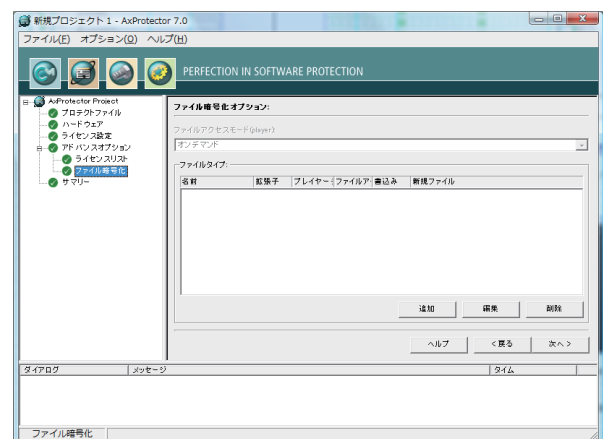 新規プロジェクト 1 - AxProtector 7.0
ファイル(F) オプション(O) ヘルプ(H)
PERFECTION IN SOFTWARE PROTECTION
AxProtector Project
プロテクトファイル
ハードウェア
ライセンス設定
アドバンスオプション
ライセンスリスト
ファイル暗号化
サマリー
ファイル暗号化オプション:
ファイルアクセスモード(player):
オンデマンド
ファイルタイプ:
名前 拡張子 プレイヤー ファイルア 書込み 新規ファイル
追加 編集 削除
ヘルプ <戻る 次へ>
ダイアログ メッセージ タイム
ファイル暗号化